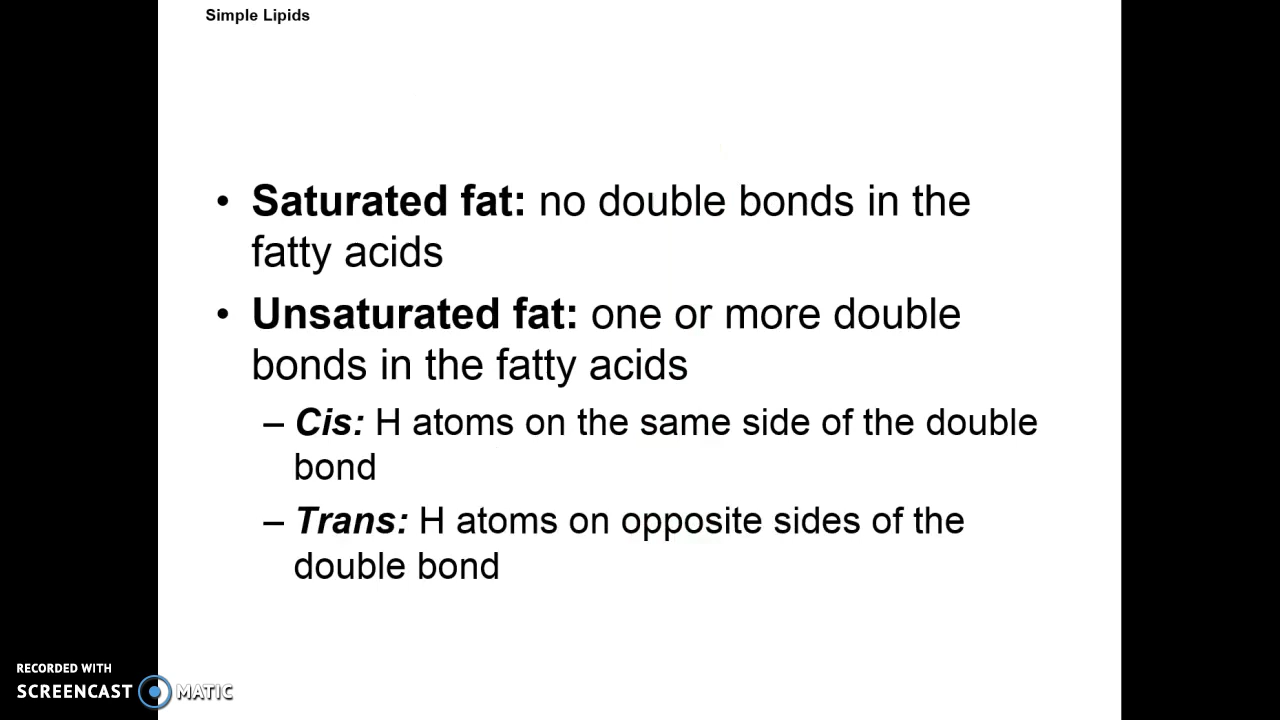 Simple Lipids
• Saturated fat: no double bonds in the
fatty acids
• Unsaturated fat: one or more double
bonds in the fatty acids
– Cis: H atoms on the same side of the double
bond
– Trans: H atoms on opposite sides of the
double bond
RECORDED WITH
SCREENCAST MATIC